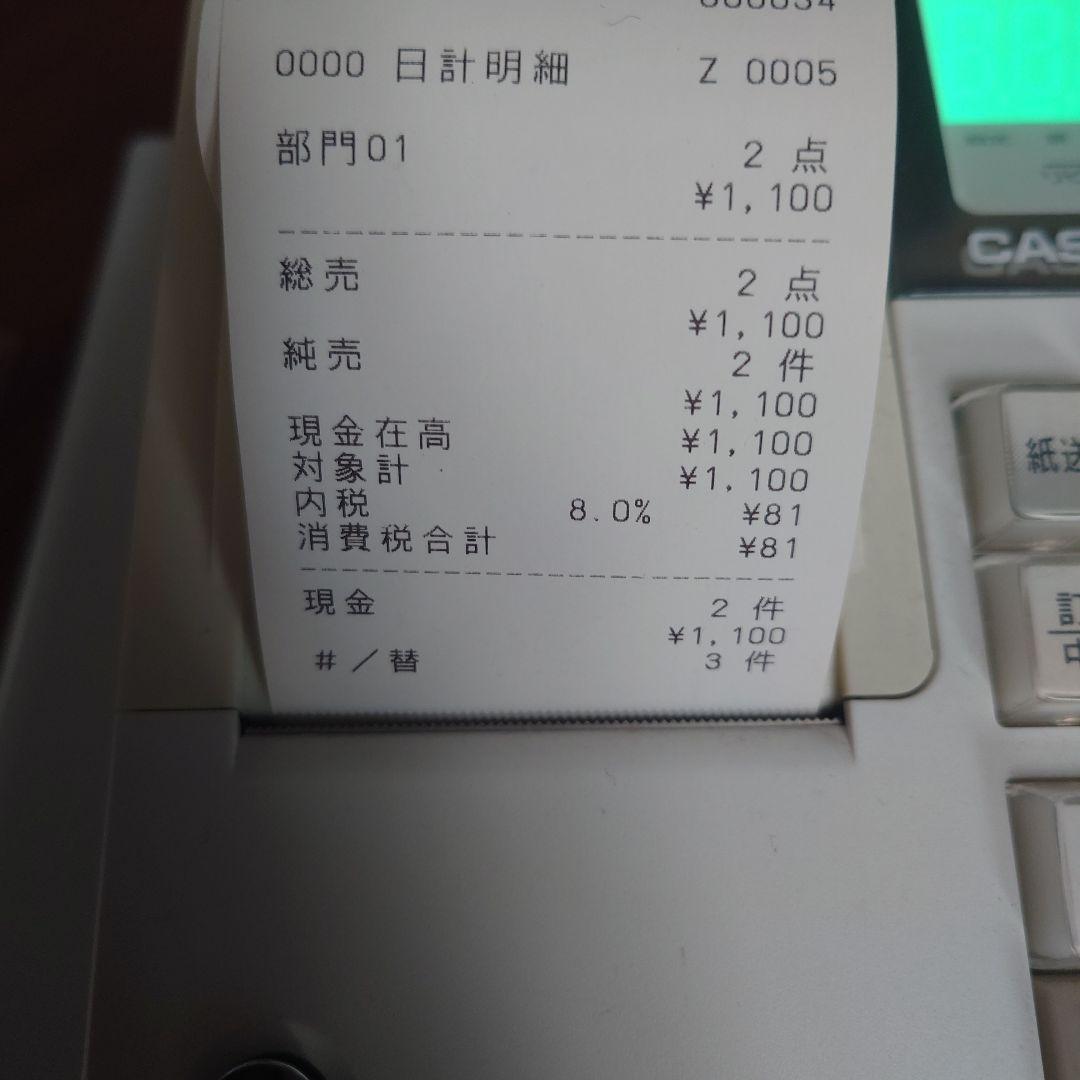 000034
0000 日計明細 Z 0005
部門01 2 点
¥1,100
総売 2 点
¥1,100
純売 2 件
¥1,100
現金在高 ¥1,100
対象計 ¥1,100
内税 8.0% ¥81
消費税合計 ¥81
現金 2 件
¥1,100
#/替 3 件
CAS
紙送